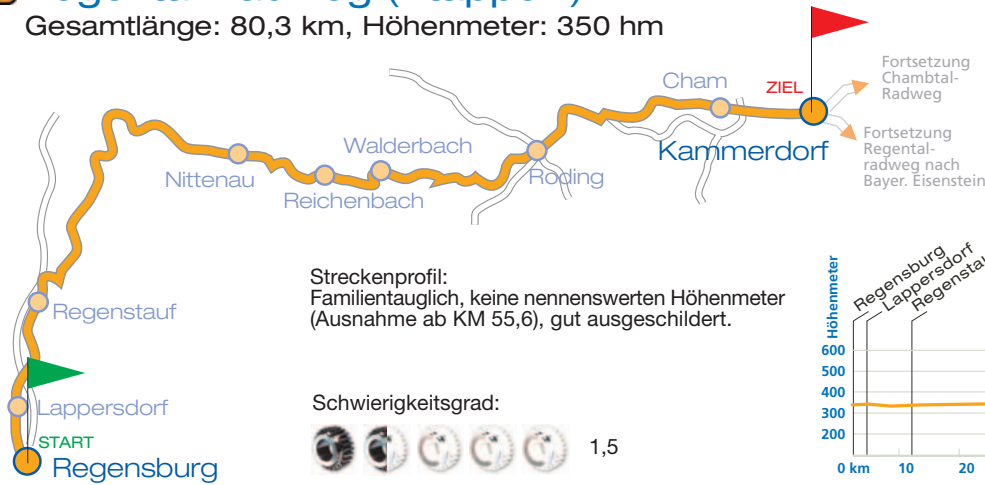 Gesamtlänge: 80,3 km, Höhenmeter: 350 hm
Cham
ZIEL
Fortsetzung
Chambtal-
Radweg
Kammerdorf
Fortsetzung
Regental-
radweg nach
Bayer. Eisenstein
Walderbach
Nittenau
Roding
Reichenbach
Regenstauf
Streckenprofil:
Familientauglich, keine nennenswerten Höhenmeter
(Ausnahme ab KM 55,6), gut ausgeschildert.
Schwierigkeitsgrad:
1,5
Lappersdorf
START
Regensburg
Höhenmeter
Regensburg
Lappersdorf
600
500
400
300
200
0 km
10
20